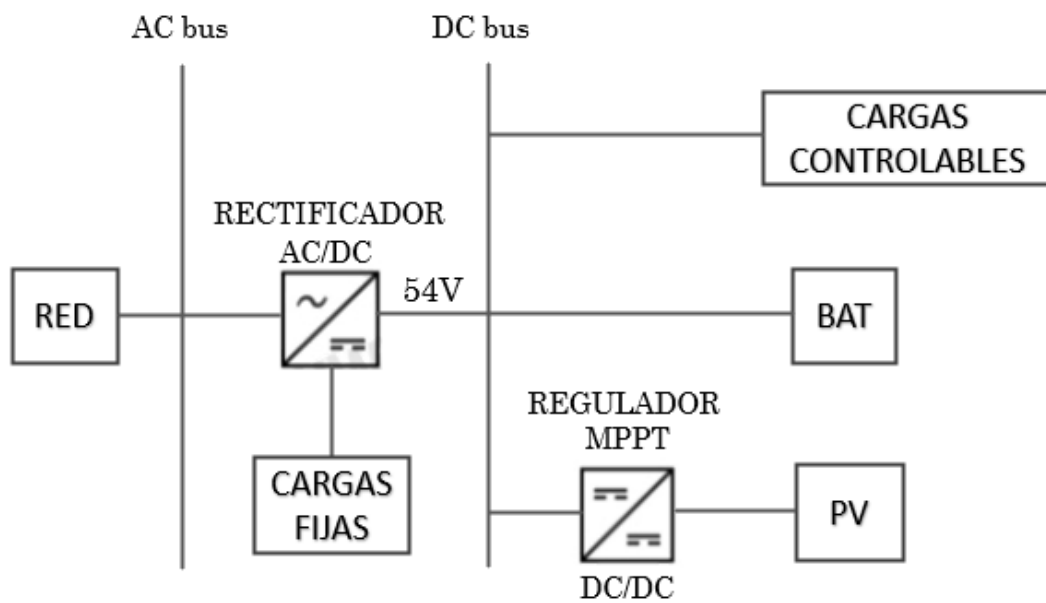 AC bus
DC bus
CARGAS
CONTROLABLES
RECTIFICADOR
AC/DC
54V
RED
BAT
REGULADOR
MPPT
CARGAS
FIJAS
PV
DC/DC